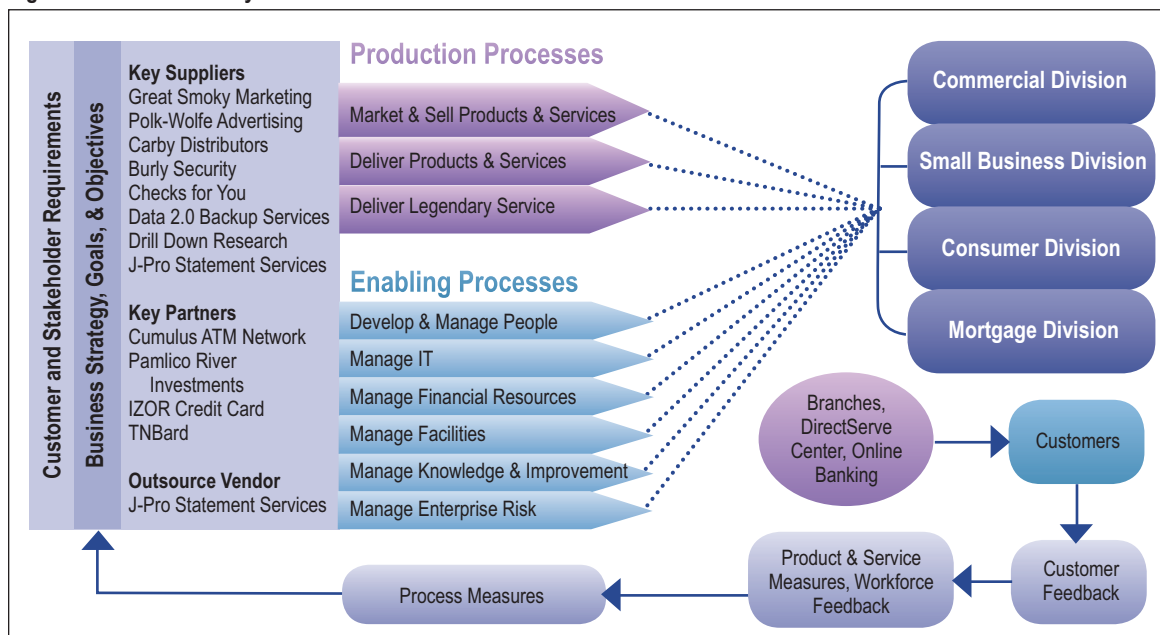 Customer and Stakeholder Requirements
Business Strategy, Goals, & Objectives
Key Suppliers
Great Smoky Marketing
Polk-Wolfe Advertising
Carby Distributors
Burly Security
Checks for You
Data 2.0 Backup Services
Drill Down Research
J-Pro Statement Services
Key Partners
Cumulus ATM Network
Pamlico River
Investments
IZOR Credit Card
TNBard
Outsource Vendor
J-Pro Statement Services
Production Processes
Market & Sell Products & Services
Deliver Products & Services
Deliver Legendary Service
Enabling Processes
Develop & Manage People
Manage IT
Manage Financial Resources
Manage Facilities
Manage Knowledge & Improvement
Manage Enterprise Risk
Commercial Division
Small Business Division
Consumer Division
Mortgage Division
Branches,
DirectServe
Center, Online
Banking
Customers
Customer
Feedback
Product & Service
Measures, Workforce
Feedback
Process Measures